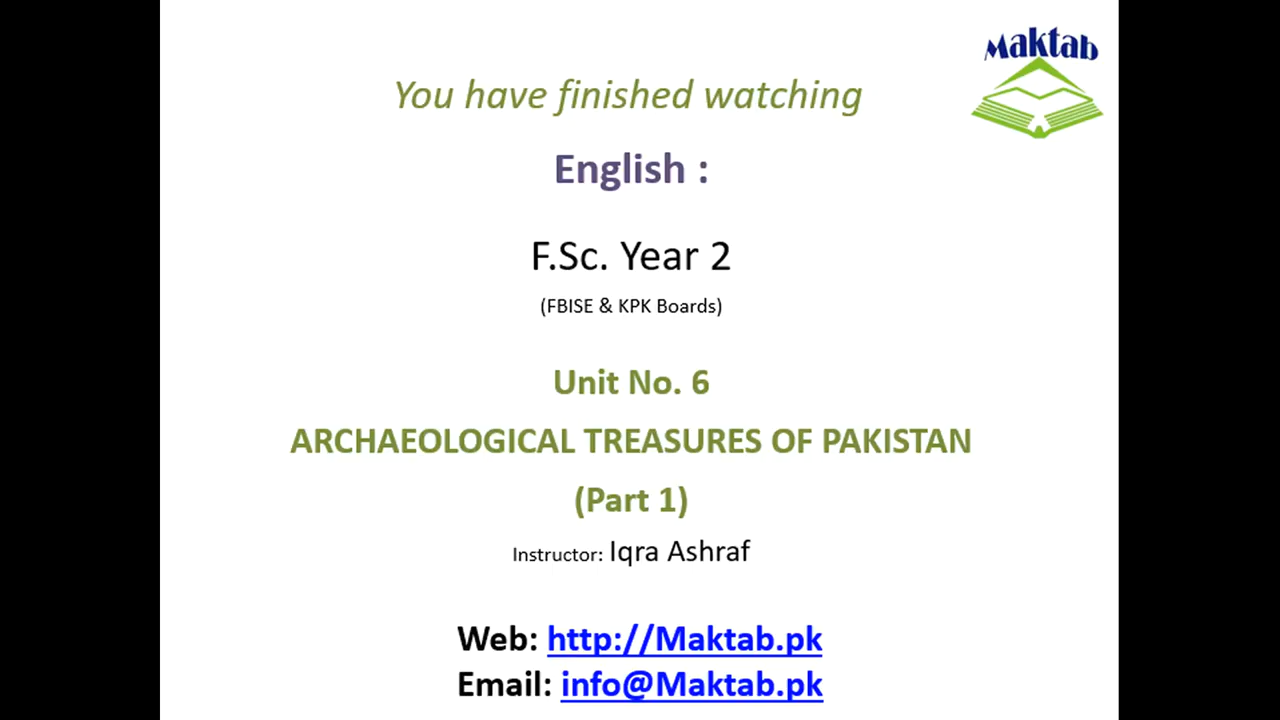 Maktab
You have finished watching
English :
F.Sc. Year 2
(FBISE & KPK Boards)
Unit No. 6
ARCHAEOLOGICAL TREASURES OF PAKISTAN
(Part 1)
Instructor: Iqra Ashraf
Web: http://Maktab.pk
Email: info@Maktab.pk